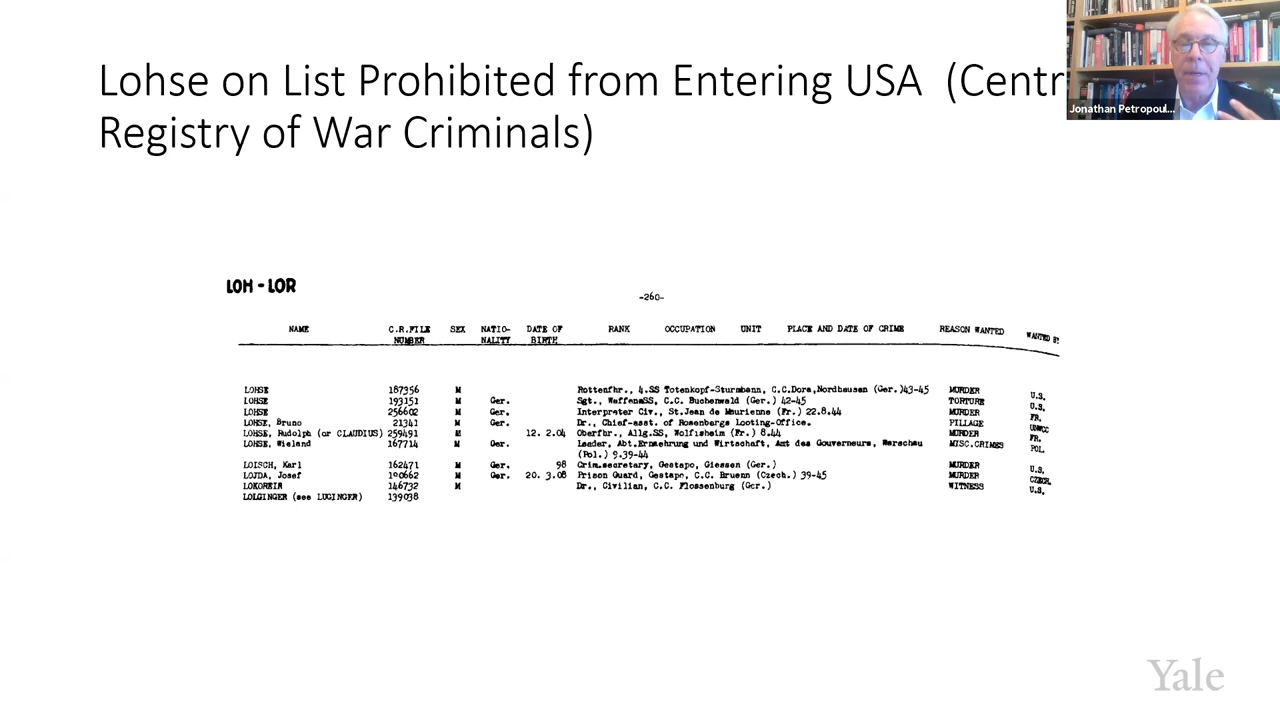 Lohse on List Prohibited from Entering USA (Centr
Registry of War Criminals)
Jonathan Petropoul...
LOH - LOR
-260-
NAME C.R.FILE NUMBER SEX NATIO-NALITY DATE OF BIRTH RANK OCCUPATION UNIT PLACE AND DATE OF CRIME REASON WANTED WANTED BY
LOHSE 187356 M Rottenfhr., 4.SS Totenkopf-Sturmbann, C.C.Dora,Nordhausen (Ger.)43-45 MURDER U.S.
LOHSE 193151 M Ger. Sgt., WaffenSS, C.C. Buchenwald (Ger.) 42-45 TORTURE U.S.
LOHSE 256602 M Ger. Interpreter Civ., St.Jean de Maurienne (Fr.) 22.8.44 MURDER FR.
LOHSE, Bruno 21341 M Ger. Dr., Chief-asst. of Rosenbergs Looting-Office. PILLAGE UNWCC
LOHSE, Rudolph (or CLAUDIUS) 259491 M 12. 2.04 Oberfhr., Allg.SS, Wolfisheim (Fr.) 8.44 MURDER FR.
LOHSE, Wieland 167714 M Ger. Leader, Abt.Ernaehrung und Wirtschaft, Amt des Gouverneurs, Warschau MISC.CRIMES POL.
(Pol.) 9.39-44
LOISCH, Karl 162471 M Ger. 98 Crim.secretary, Gestapo, Giessen (Ger.) MURDER U.S.
LOJDA, Josef 100662 M Ger. 20. 3.08 Prison Guard, Gestapo, C.C. Bruenn (Czech.) 39-45 MURDER CZECH.
LOKOREIR 146732 M Dr., Civilian, C.C. Flossenburg (Ger.) WITNESS U.S.
LOLGINGER (see LUGINGER) 139038
Yale